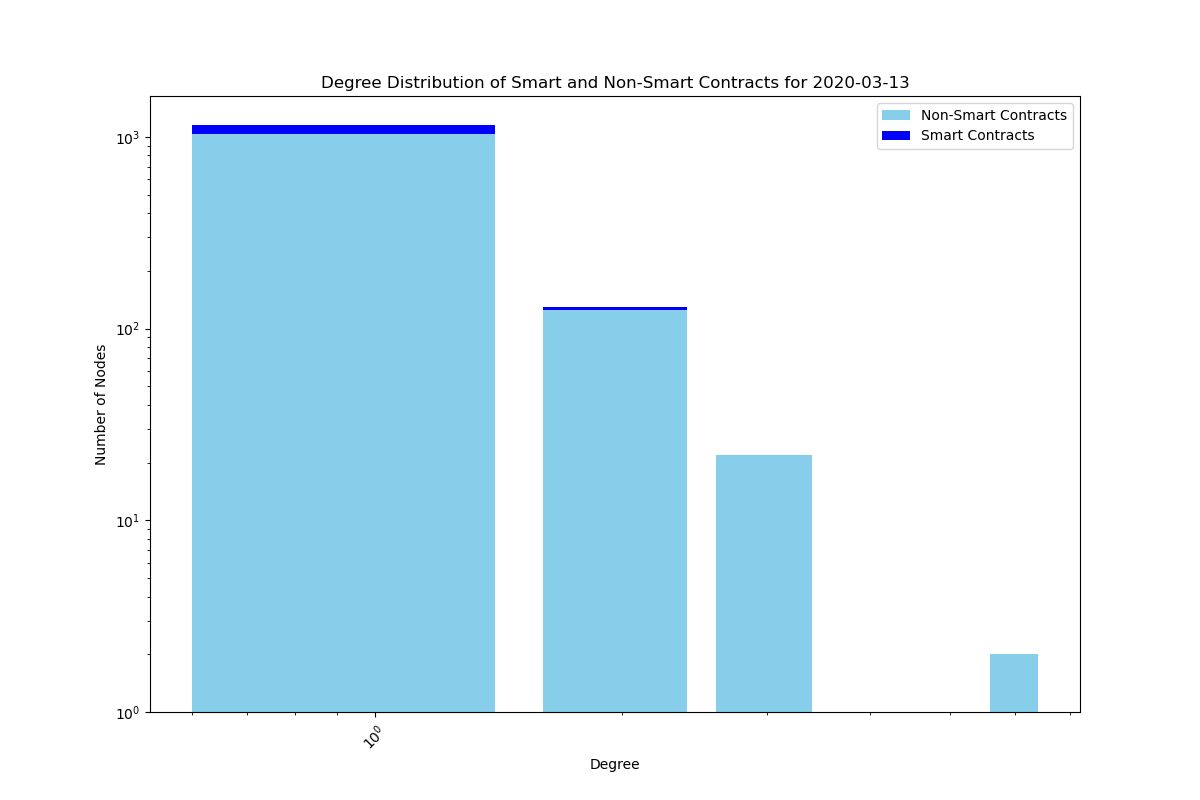 Degree Distribution of Smart and Non-Smart Contracts for 2020-03-13
Non-Smart Contracts
Smart Contracts
Number of Nodes
10³
10²
10¹
10⁰
10⁰
Degree